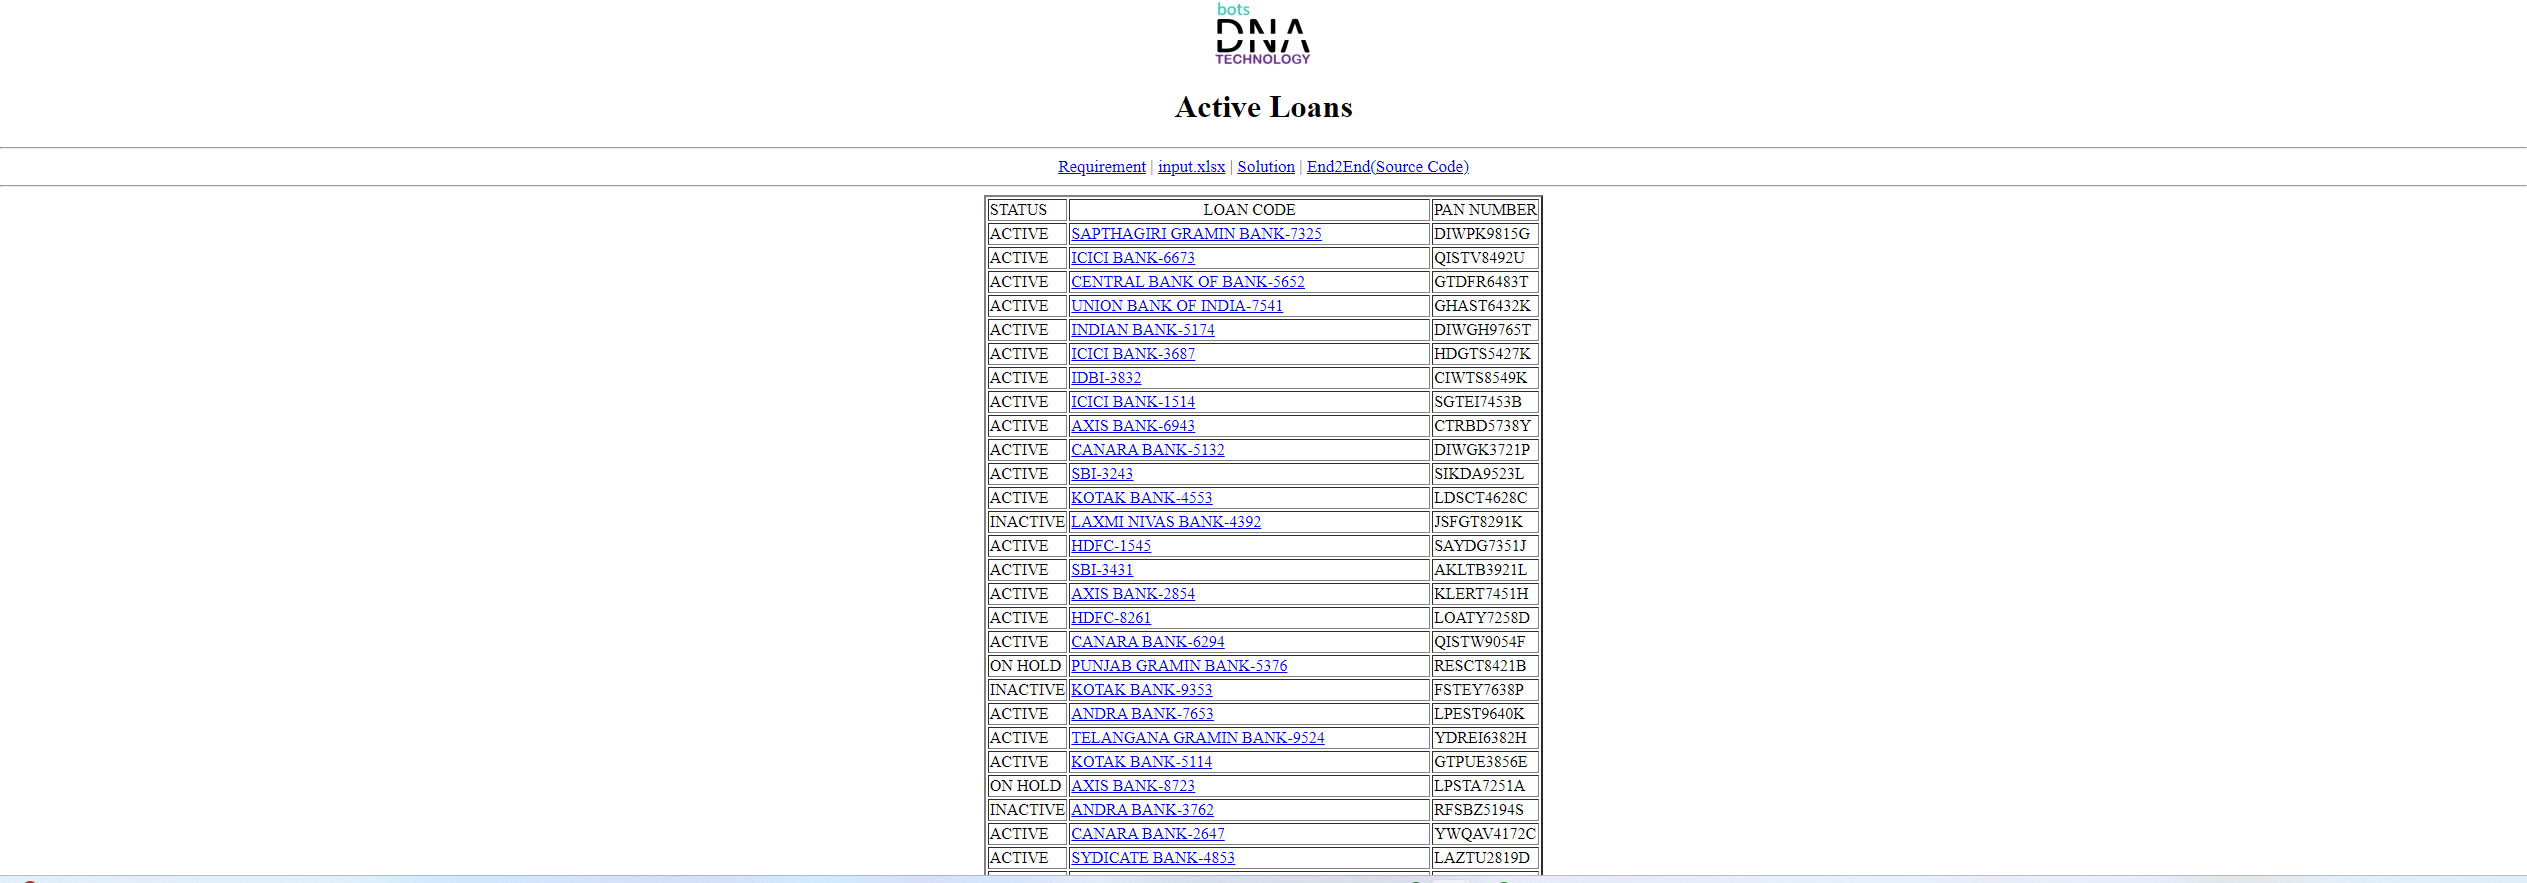 bots
DNA
TECHNOLOGY
Active Loans
Requirement | input.xlsx | Solution | End2End(Source Code)
STATUS LOAN CODE PAN NUMBER
ACTIVE SAPTHAGIRI GRAMIN BANK-7325 DIWPK9815G
ACTIVE ICICI BANK-6673 QISTV8492U
ACTIVE CENTRAL BANK OF BANK-5652 GTDFR6483T
ACTIVE UNION BANK OF INDIA-7541 GHAST6432K
ACTIVE INDIAN BANK-5174 DIWGH9765T
ACTIVE ICICI BANK-3687 HDGTS5427K
ACTIVE IDBI-3832 CIWTS8549K
ACTIVE ICICI BANK-1514 SGTEI7453B
ACTIVE AXIS BANK-6943 CTRBD5738Y
ACTIVE CANARA BANK-5132 DIWGK3721P
ACTIVE SBI-3243 SIKDA9523L
ACTIVE KOTAK BANK-4553 LDSCT4628C
INACTIVE LAXMI NIVAS BANK-4392 JSFGT8291K
ACTIVE HDFC-1545 SAYDG7351J
ACTIVE SBI-3431 AKLTB3921L
ACTIVE AXIS BANK-2854 KLERT7451H
ACTIVE HDFC-8261 LOATY7258D
ACTIVE CANARA BANK-6294 QISTW9054F
ON HOLD PUNJAB GRAMIN BANK-5376 RESCT8421B
INACTIVE KOTAK BANK-9353 FSTEY7638P
ACTIVE ANDRA BANK-7653 LPEST9640K
ACTIVE TELANGANA GRAMIN BANK-9524 YDREI6382H
ACTIVE KOTAK BANK-5114 GTPUE3856E
ON HOLD AXIS BANK-8723 LPSTA7251A
INACTIVE ANDRA BANK-3762 RFSBZ5194S
ACTIVE CANARA BANK-2647 YWQAV4172C
ACTIVE SYDICATE BANK-4853 LAZTU2819D